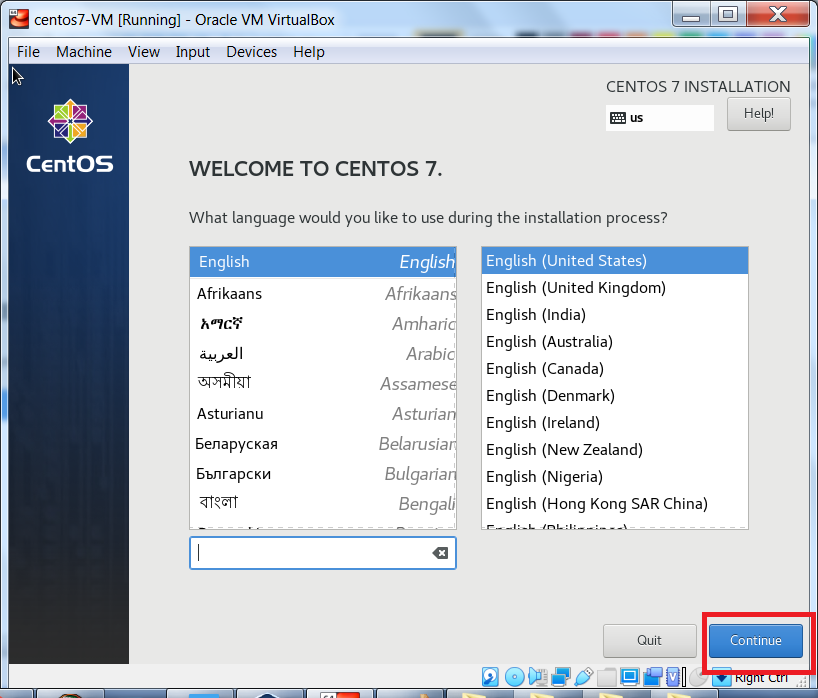 centos7-VM [Running] - Oracle VM VirtualBox
File Machine View Input Devices Help
CentOS
CENTOS 7 INSTALLATION
us
Help!
WELCOME TO CENTOS 7.
What language would you like to use during the installation process?
English English
Afrikaans Afrikaans
አማርኛ Amharic
العربية Arabic
অসমীয়া Assamese
Asturianu Asturian
Беларуская Belarusian
Български Bulgarian
বাংলা Bengali
English (United States)
English (United Kingdom)
English (India)
English (Australia)
English (Canada)
English (Denmark)
English (Ireland)
English (New Zealand)
English (Nigeria)
English (Hong Kong SAR China)
English (Philippines)
Quit
Continue
Right Ctrl